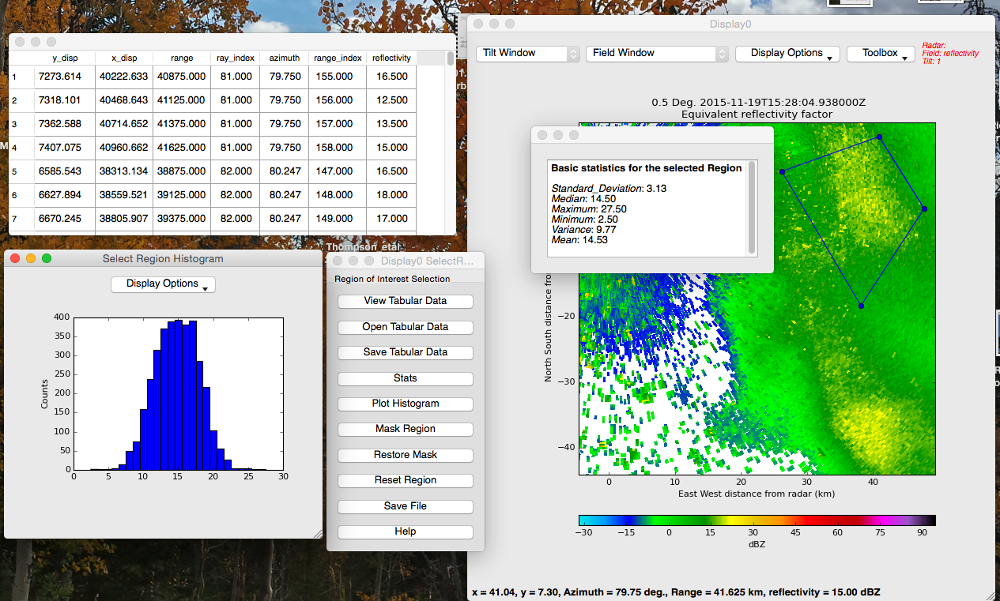 y_disp x_disp range ray_index azimuth range_index reflectivity
1 7273.614 40222.633 40875.000 81.000 79.750 155.000 16.500
2 7318.101 40468.643 41125.000 81.000 79.750 156.000 12.500
3 7362.588 40714.652 41375.000 81.000 79.750 157.000 13.500
4 7407.075 40960.662 41625.000 81.000 79.750 158.000 15.000
5 6585.543 38313.134 38875.000 82.000 80.247 147.000 16.500
6 6627.894 38559.521 39125.000 82.000 80.247 148.000 18.000
7 6670.245 38805.907 39375.000 82.000 80.247 149.000 17.000
Thompson_etal
Select Region Histogram
Display Options
400
350
300
250
200
150
100
50
0
Counts
0 5 10 15 20 25 30
Display0 SelectR...
Region of Interest Selection
View Tabular Data
Open Tabular Data
Save Tabular Data
Stats
Plot Histogram
Mask Region
Restore Mask
Reset Region
Save File
Help
Display0
Tilt Window Field Window Display Options Toolbox
Radar:
Field: reflectivity
Tilt: 1
0.5 Deg. 2015-11-19T15:28:04.938000Z
Equivalent reflectivity factor
Basic statistics for the selected Region
Standard_Deviation: 3.13
Median: 14.50
Maximum: 27.50
Minimum: 2.50
Variance: 9.77
Mean: 14.53
North South distance fro
−20
−30
−40
0 10 20 30 40
East West distance from radar (km)
−30 −15 0 15 30 45 60 75 90
dBZ
x = 41.04, y = 7.30, Azimuth = 79.75 deg., Range = 41.625 km, reflectivity = 15.00 dBZ